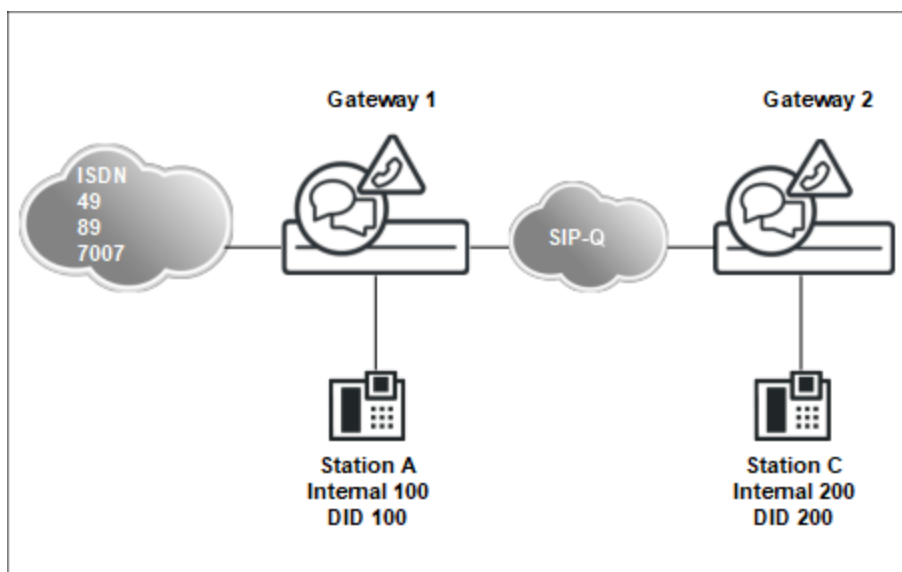 Gateway 1
Gateway 2
ISDN
49
89
7007
SIP-Q
Station A
Internal 100
DID 100
Station C
Internal 200
DID 200